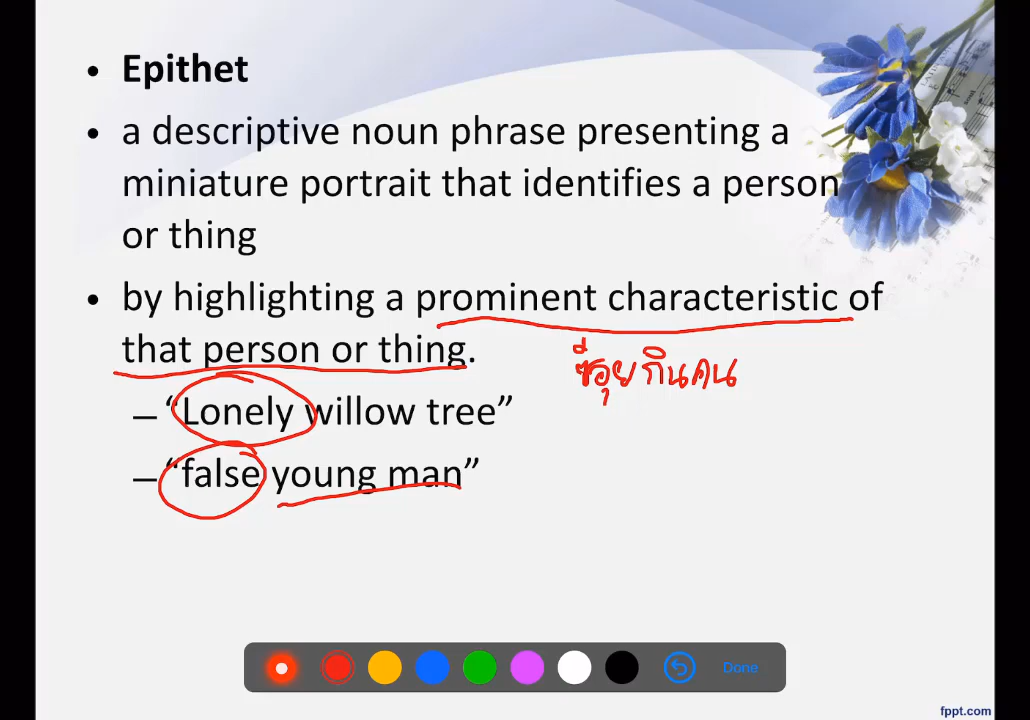 • Epithet
• a descriptive noun phrase presenting a
miniature portrait that identifies a person
or thing
• by highlighting a prominent characteristic of
that person or thing.
ซีอุย กินคน
– “Lonely willow tree”
– “false young man”
Done
fppt.com